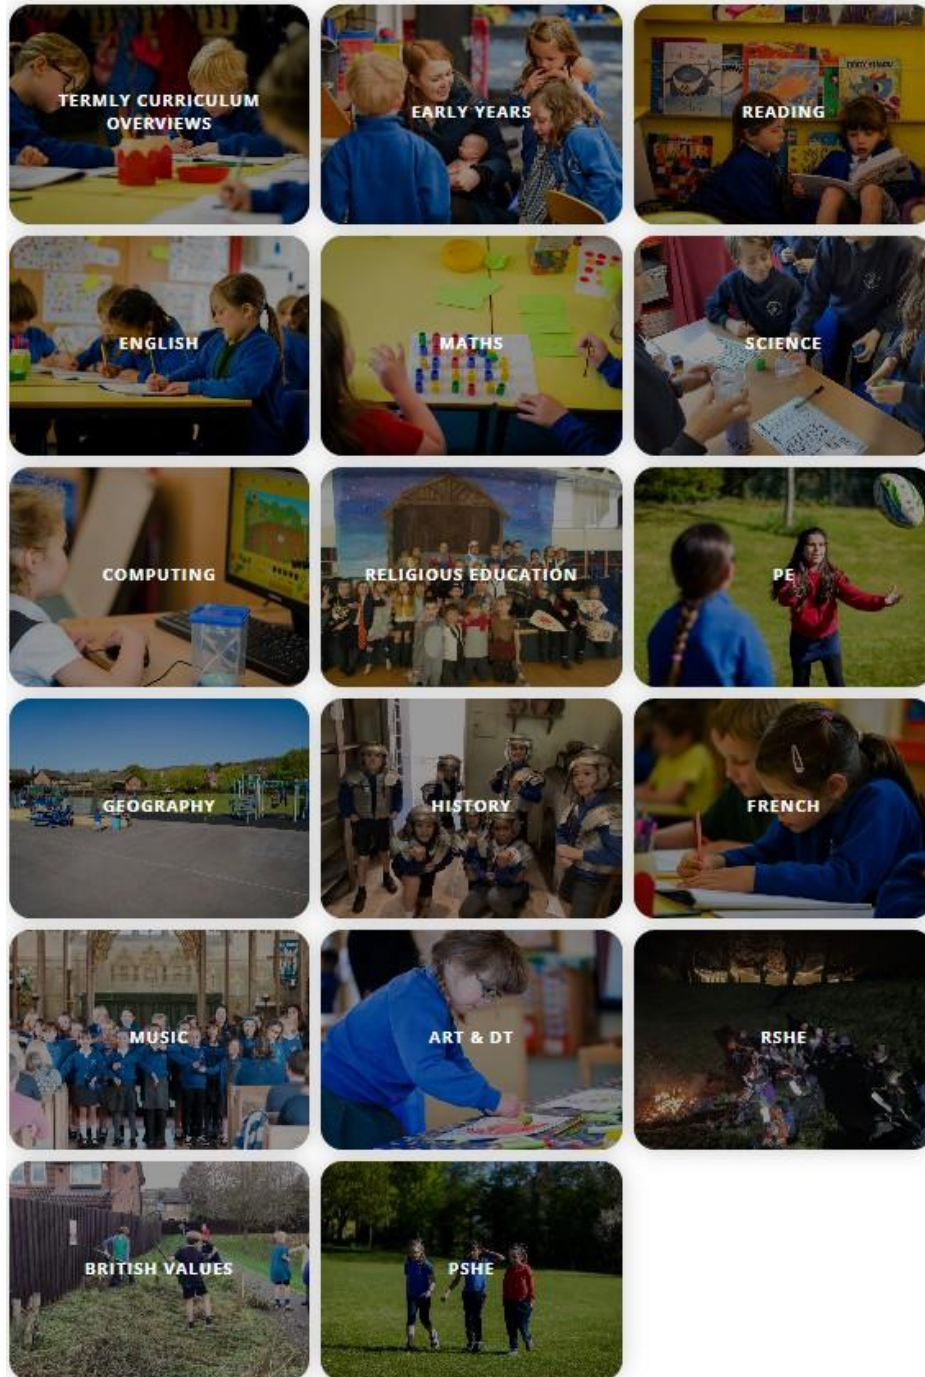 TERMLY CURRICULUM
OVERVIEWS
EARLY YEARS
READING
ENGLISH
MATHS
SCIENCE
COMPUTING
RELIGIOUS EDUCATION
PE
GEOGRAPHY
HISTORY
FRENCH
MUSIC
ART & DT
RSHE
BRITISH VALUES
PSHE